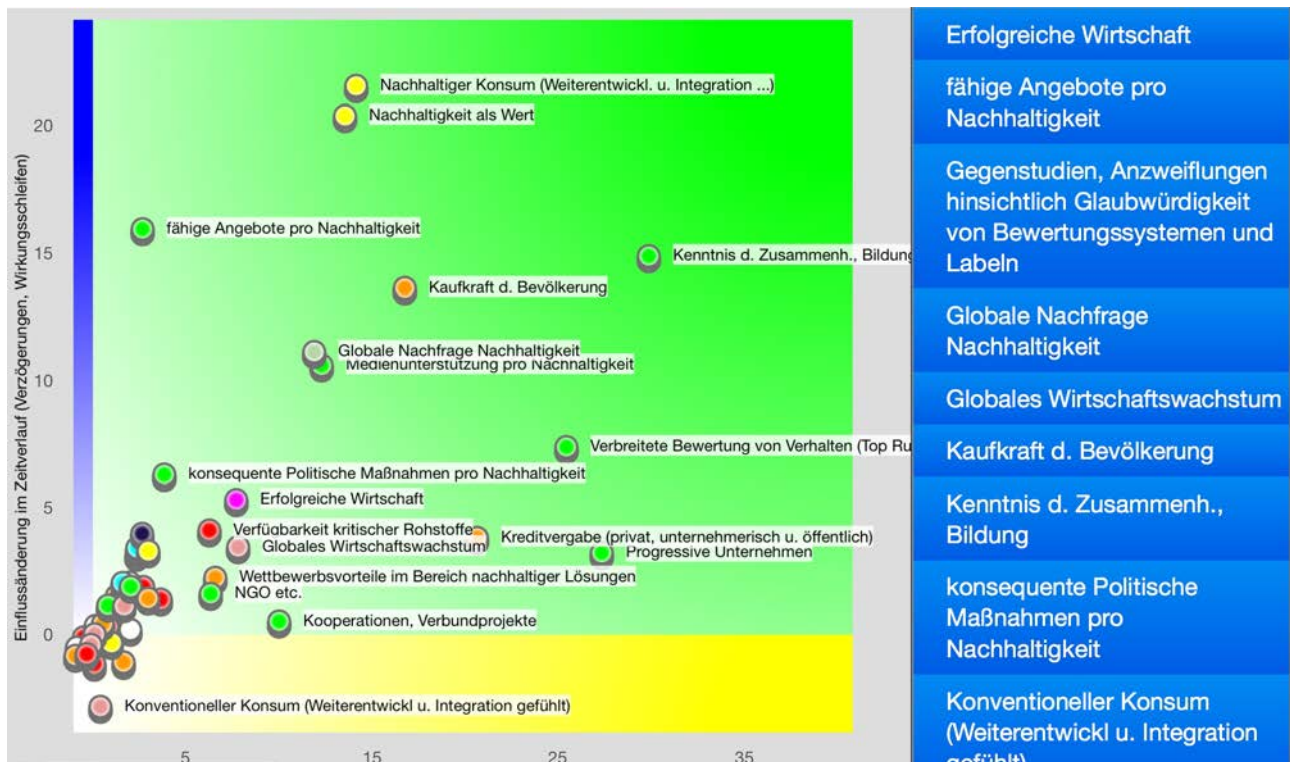 Einflussänderung im Zeitverlauf (Verzögerungen, Wirkungsschleifen)
20
15
10
5
0
Nachhaltiger Konsum (Weiterentwickl. u. Integration ...)
Nachhaltigkeit als Wert
fähige Angebote pro Nachhaltigkeit
Kenntnis d. Zusammenh., Bildung
Kaufkraft d. Bevölkerung
Globale Nachfrage Nachhaltigkeit
Medienunterstützung pro Nachhaltigkeit
Verbreitete Bewertung von Verhalten (Top Ru
konsequente Politische Maßnahmen pro Nachhaltigkeit
Erfolgreiche Wirtschaft
Verfügbarkeit kritischer Rohstoffe
Kreditvergabe (privat, unternehmerisch u. öffentlich)
Globales Wirtschaftswachstum
Progressive Unternehmen
Wettbewerbsvorteile im Bereich nachhaltiger Lösungen
NGO etc.
Kooperationen, Verbundprojekte
Konventioneller Konsum (Weiterentwickl u. Integration gefühlt)
5
15
25
35
Erfolgreiche Wirtschaft
fähige Angebote pro
Nachhaltigkeit
Gegenstudien, Anzweiflungen
hinsichtlich Glaubwürdigkeit
von Bewertungssystemen und
Labeln
Globale Nachfrage
Nachhaltigkeit
Globales Wirtschaftswachstum
Kaufkraft d. Bevölkerung
Kenntnis d. Zusammenh.,
Bildung
konsequente Politische
Maßnahmen pro
Nachhaltigkeit
Konventioneller Konsum
(Weiterentwickl u. Integration
gefühlt)